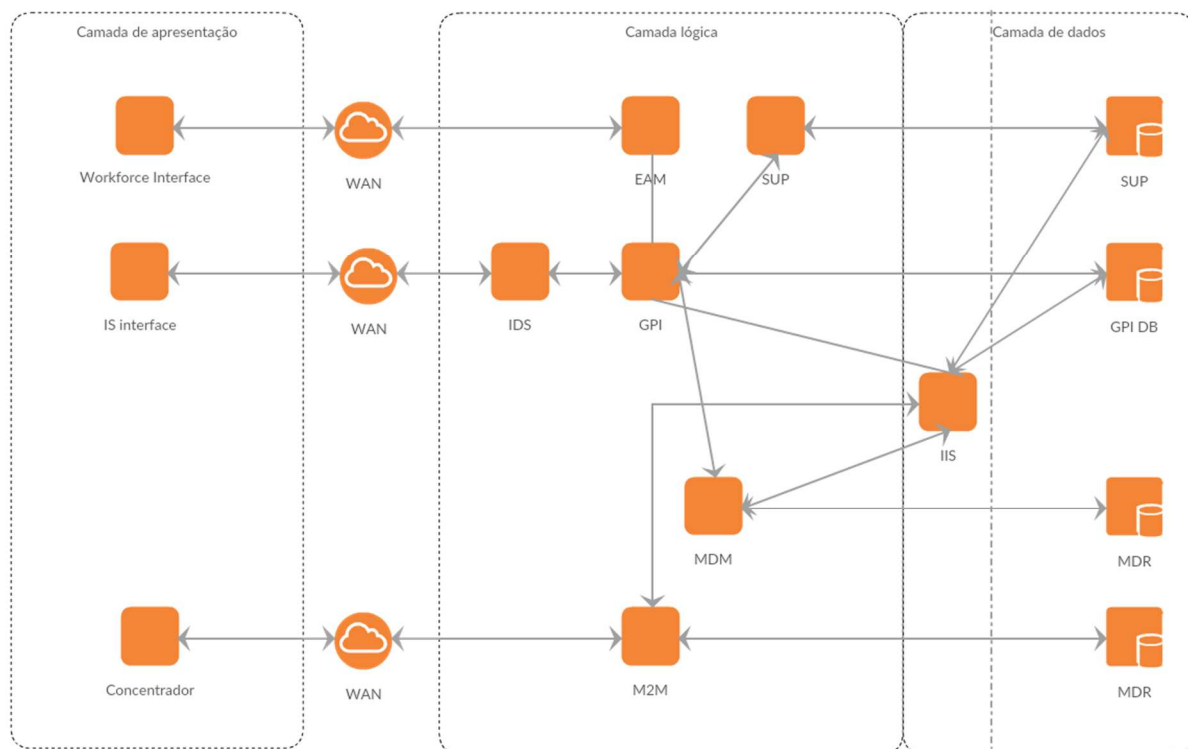 Camada de apresentação
Camada lógica
Camada de dados
Workforce Interface
WAN
EAM
SUP
SUP
IS interface
WAN
IDS
GPI
GPI DB
IIS
MDM
MDR
Concentrador
WAN
M2M
MDR